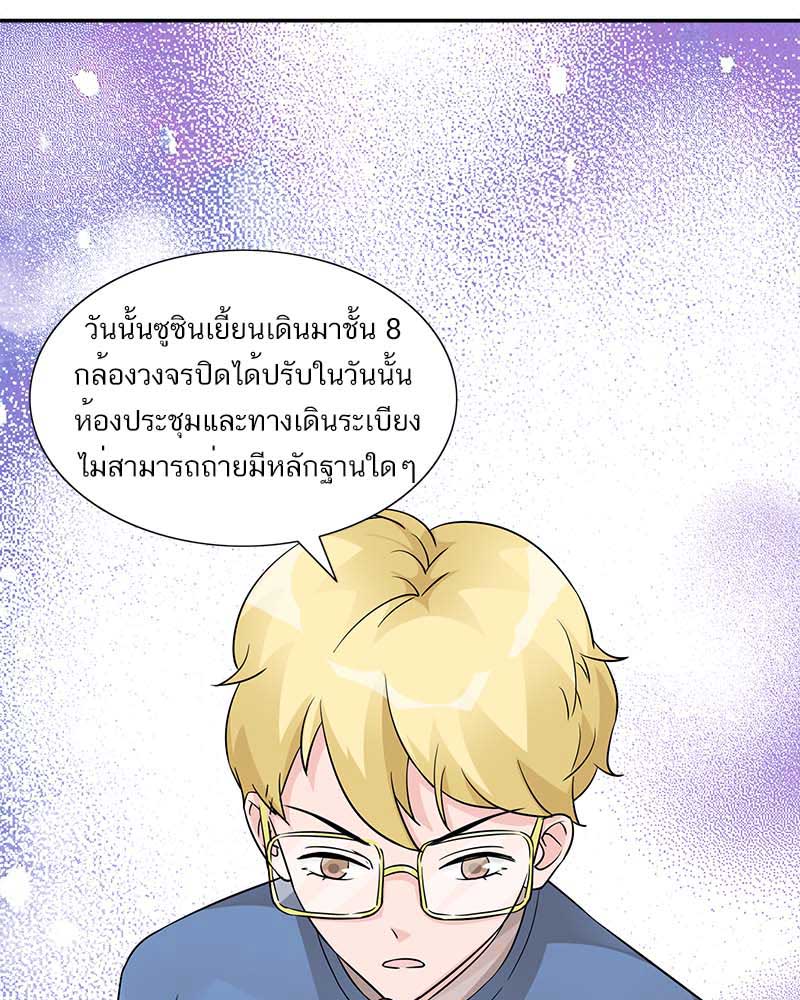 วันนั้นซูซินเยี้ยนเดินมาชั้น 8
กล้องวงจรปิดได้ปรับในวันนั้น
ห้องประชุมและทางเดินระเบียง
ไม่สามารถถ่ายมีหลักฐานใดๆ